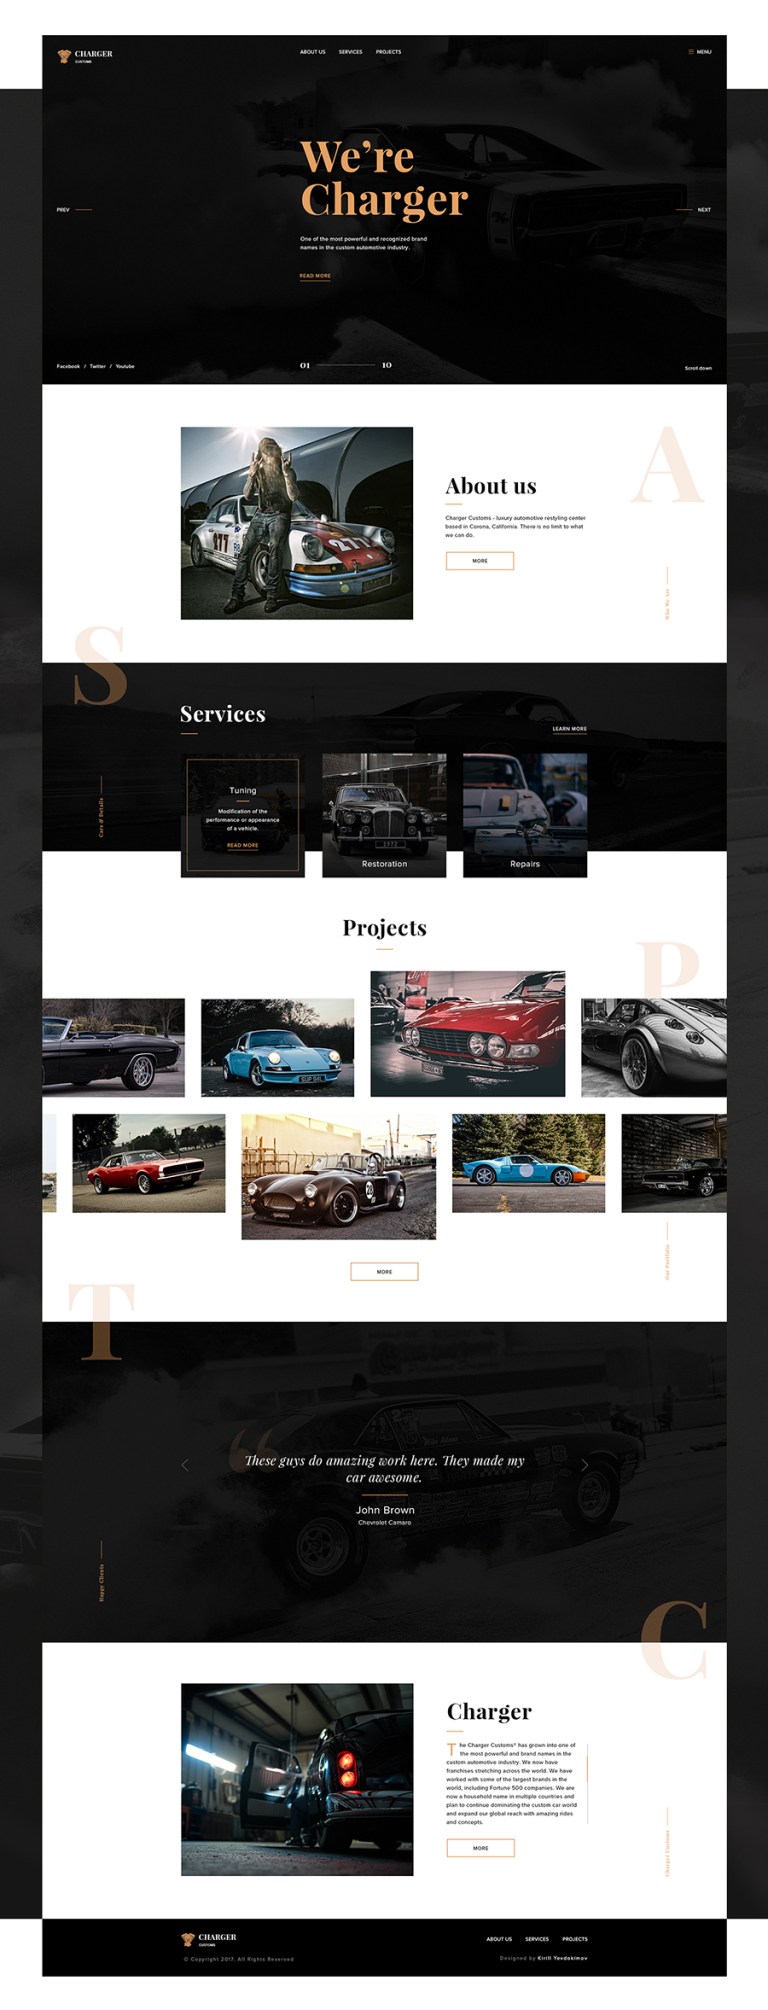 CHARGER
CUSTOMS
ABOUT US
SERVICES
PROJECTS
MENU
We're
Charger
PREV
NEXT
One of the most powerful and recognized brand
names in the custom automotive industry.
READ MORE
Facebook / Twitter / Youtube
01
10
Scroll down
A
About us
Charger Customs - luxury automotive restyling center
based in Corona, California. There is no limit to what
we can do.
MORE
Who We Are
277
277
S
Services
LEARN MORE
Cars & Details
Tuning
Modification of the
performance or appearance
of a vehicle.
READ MORE
1972
Restoration
Repairs
Projects
P
MORE
Our Portfolio
T
“
These guys do amazing work here. They made my
car awesome.
John Brown
Chevrolet Camaro
Happy Clients
C
Charger
The Charger Customs® has grown into one of
the most powerful and brand names in the
custom automotive industry. We now have
franchises stretching across the world. We have
worked with some of the largest brands in the
world, including Fortune 500 companies. We are
now a household name in multiple countries and
plan to continue dominating the custom car world
and expand our global reach with amazing rides
and concepts.
MORE
Charger Customs
CHARGER
CUSTOMS
ABOUT US
SERVICES
PROJECTS
© Copyright 2017. All Rights Reserved
Designed by Kirill Yevdokimov